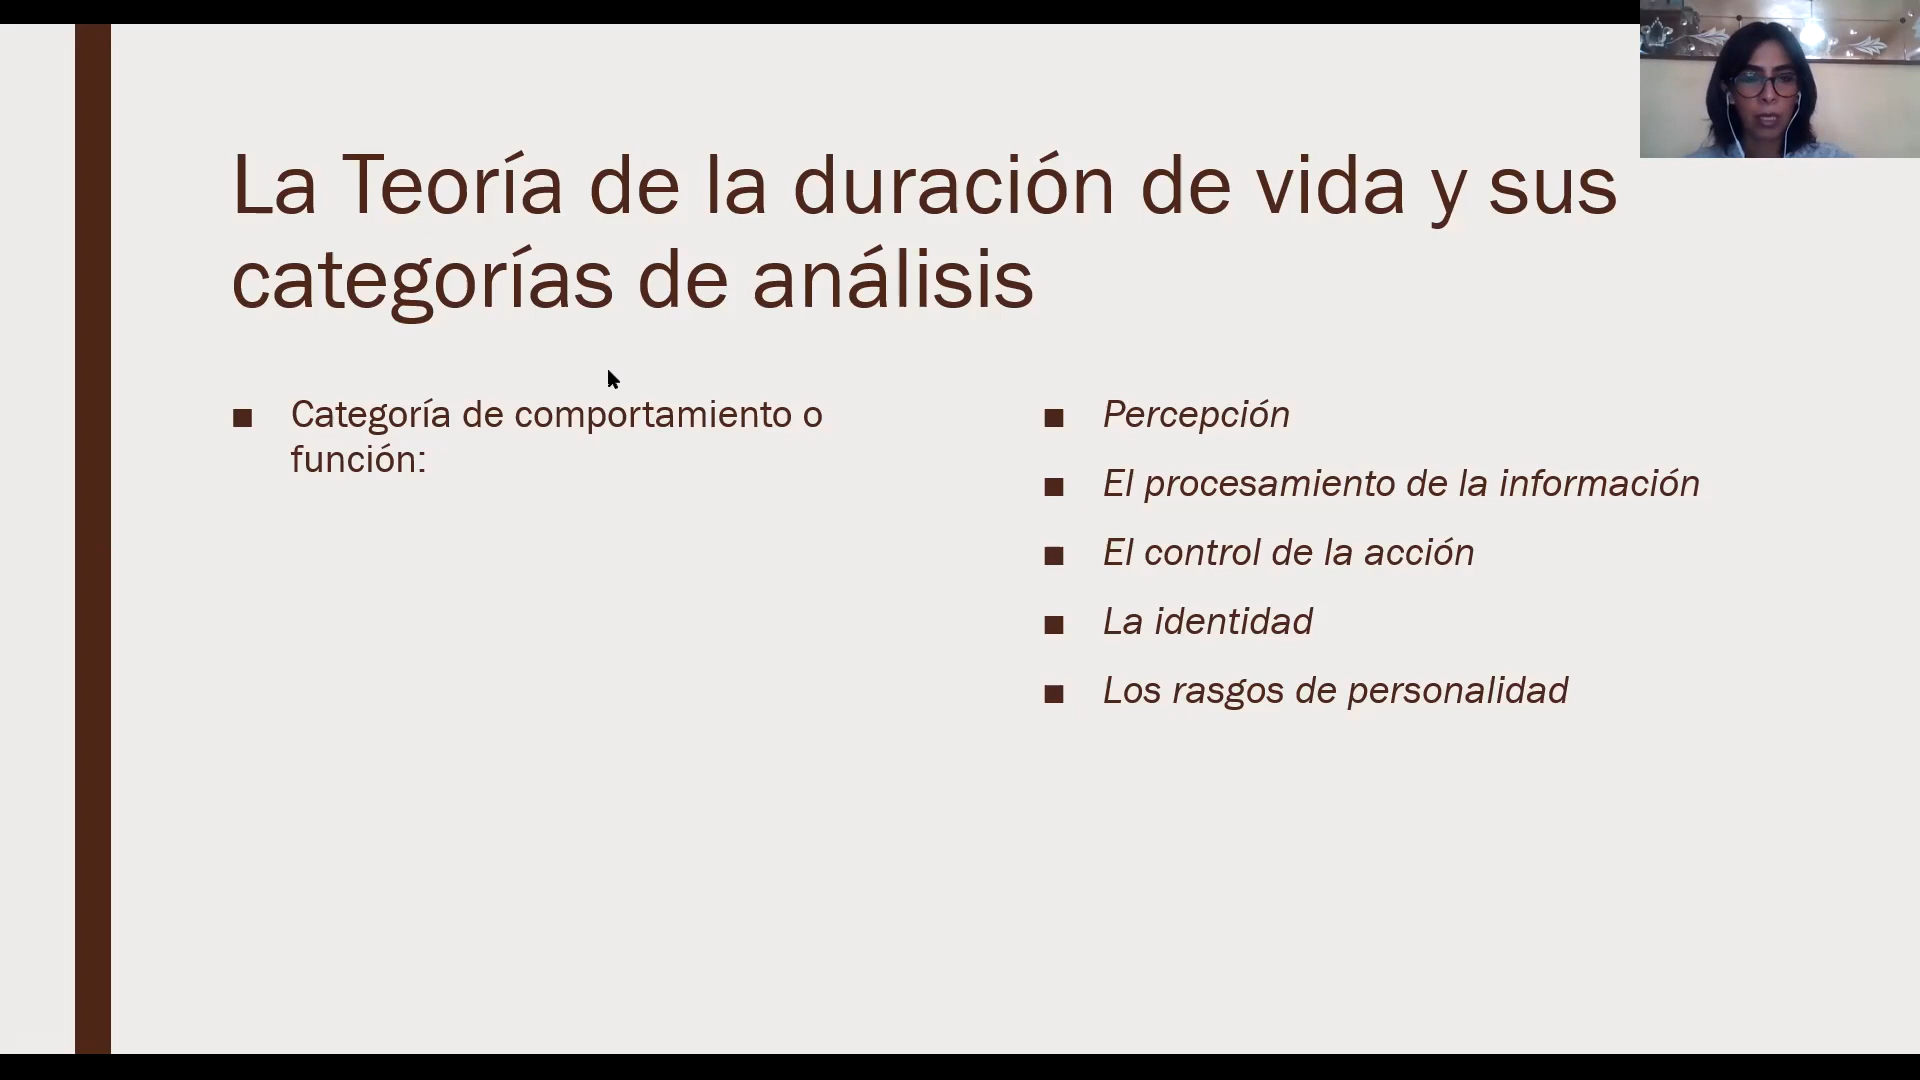 La Teoría de la duración de vida y sus
categorías de análisis
■ Categoría de comportamiento o
función:
■ Percepción
■ El procesamiento de la información
■ El control de la acción
■ La identidad
■ Los rasgos de personalidad